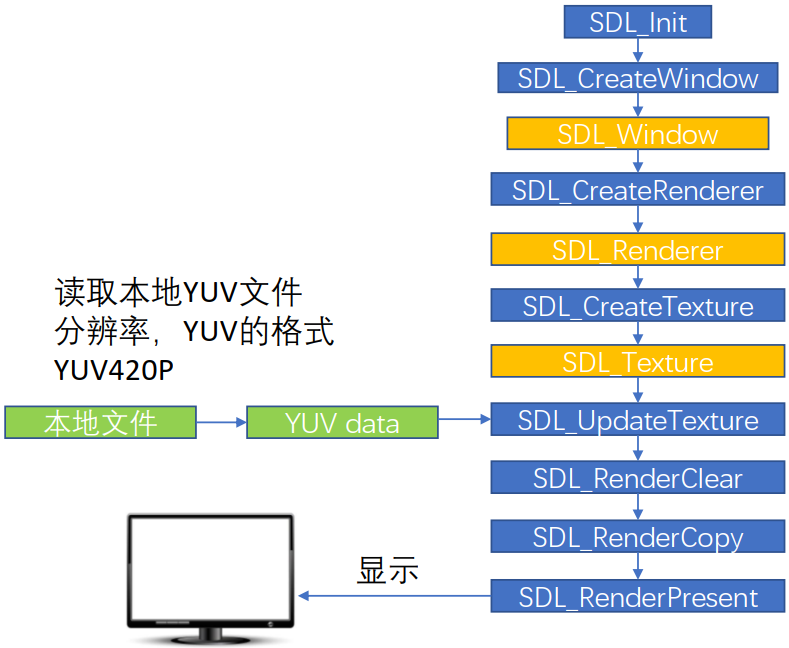 SDL_Init
SDL_CreateWindow
SDL_Window
SDL_CreateRenderer
SDL_Renderer
SDL_CreateTexture
SDL_Texture
读取本地YUV文件
分辨率，YUV的格式
YUV420P
本地文件
YUV data
SDL_UpdateTexture
SDL_RenderClear
SDL_RenderCopy
显示
SDL_RenderPresent